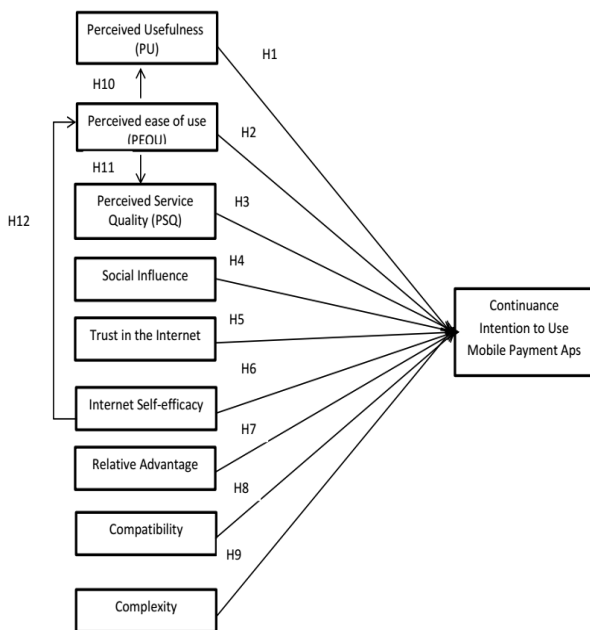 Perceived Usefulness
(PU)
H1
H10
Perceived ease of use
(PEOU)
H2
H11
Perceived Service
Quality (PSQ)
H3
H12
Social Influence
H4
Trust in the Internet
H5
Continuance
Intention to Use
Mobile Payment Aps
H6
Internet Self-efficacy
H7
Relative Advantage
H8
Compatibility
H9
Complexity